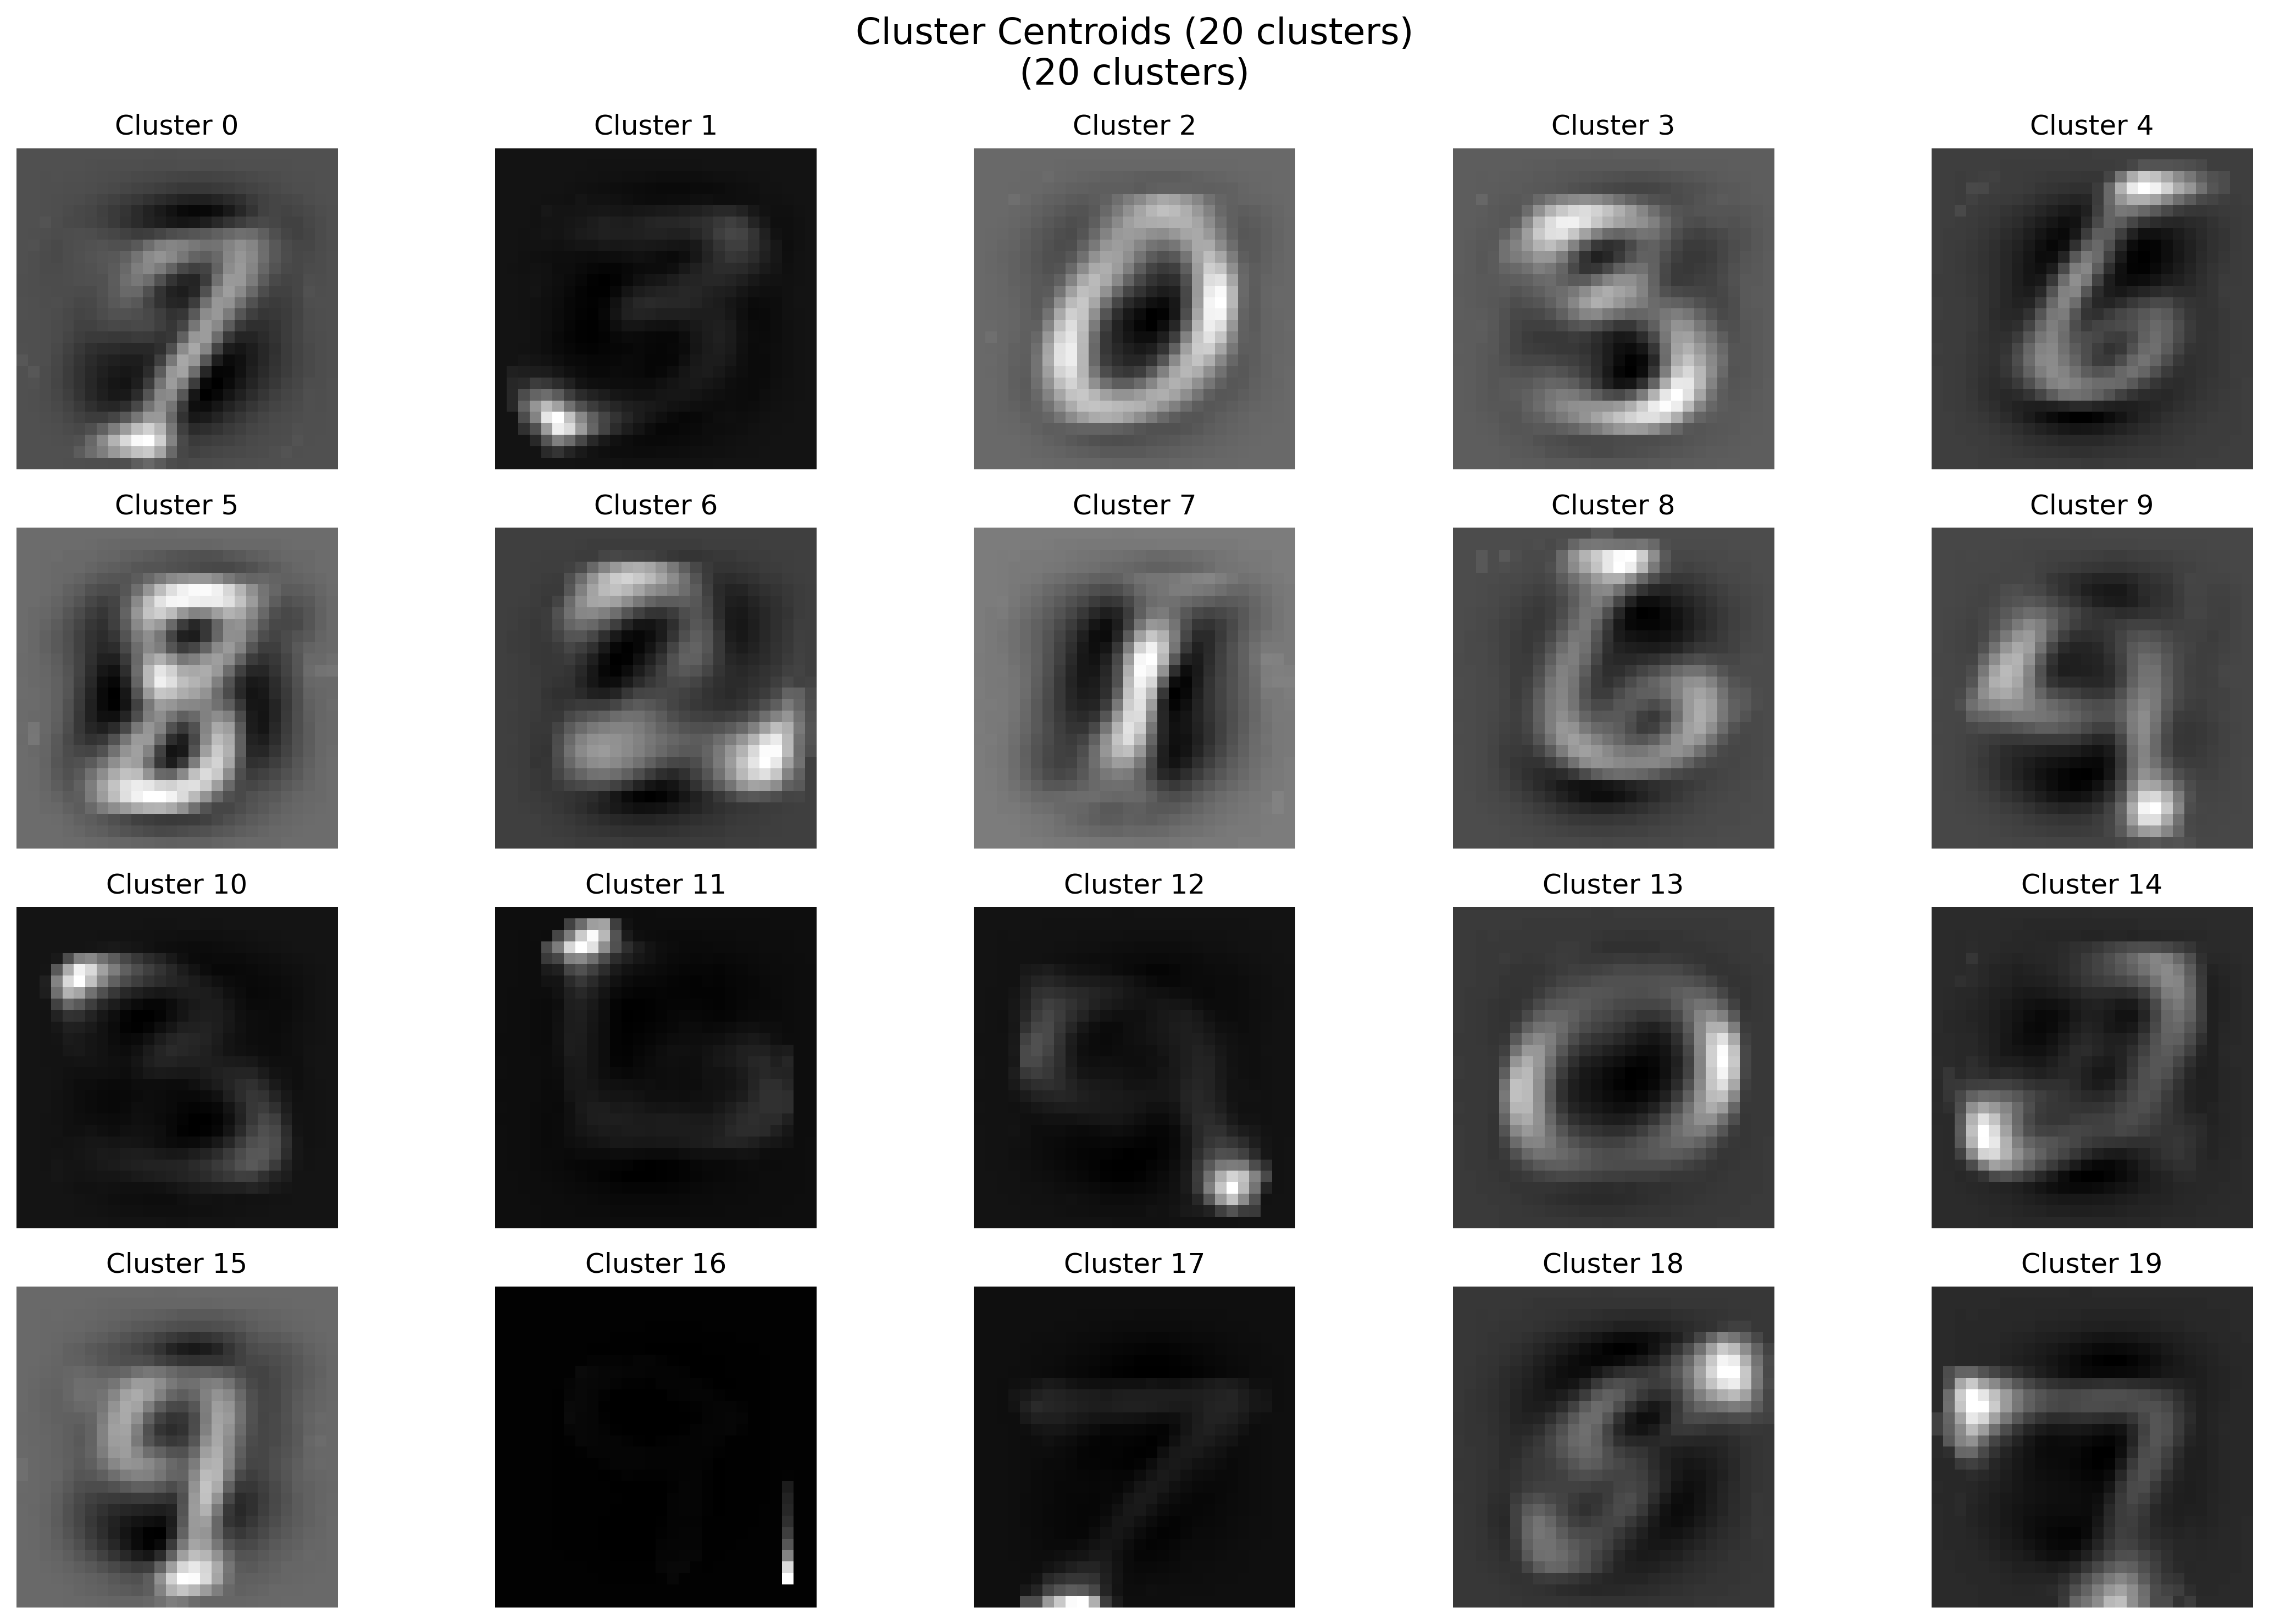 Cluster Centroids (20 clusters)
(20 clusters)
Cluster 0
Cluster 1
Cluster 2
Cluster 3
Cluster 4
Cluster 5
Cluster 6
Cluster 7
Cluster 8
Cluster 9
Cluster 10
Cluster 11
Cluster 12
Cluster 13
Cluster 14
Cluster 15
Cluster 16
Cluster 17
Cluster 18
Cluster 19